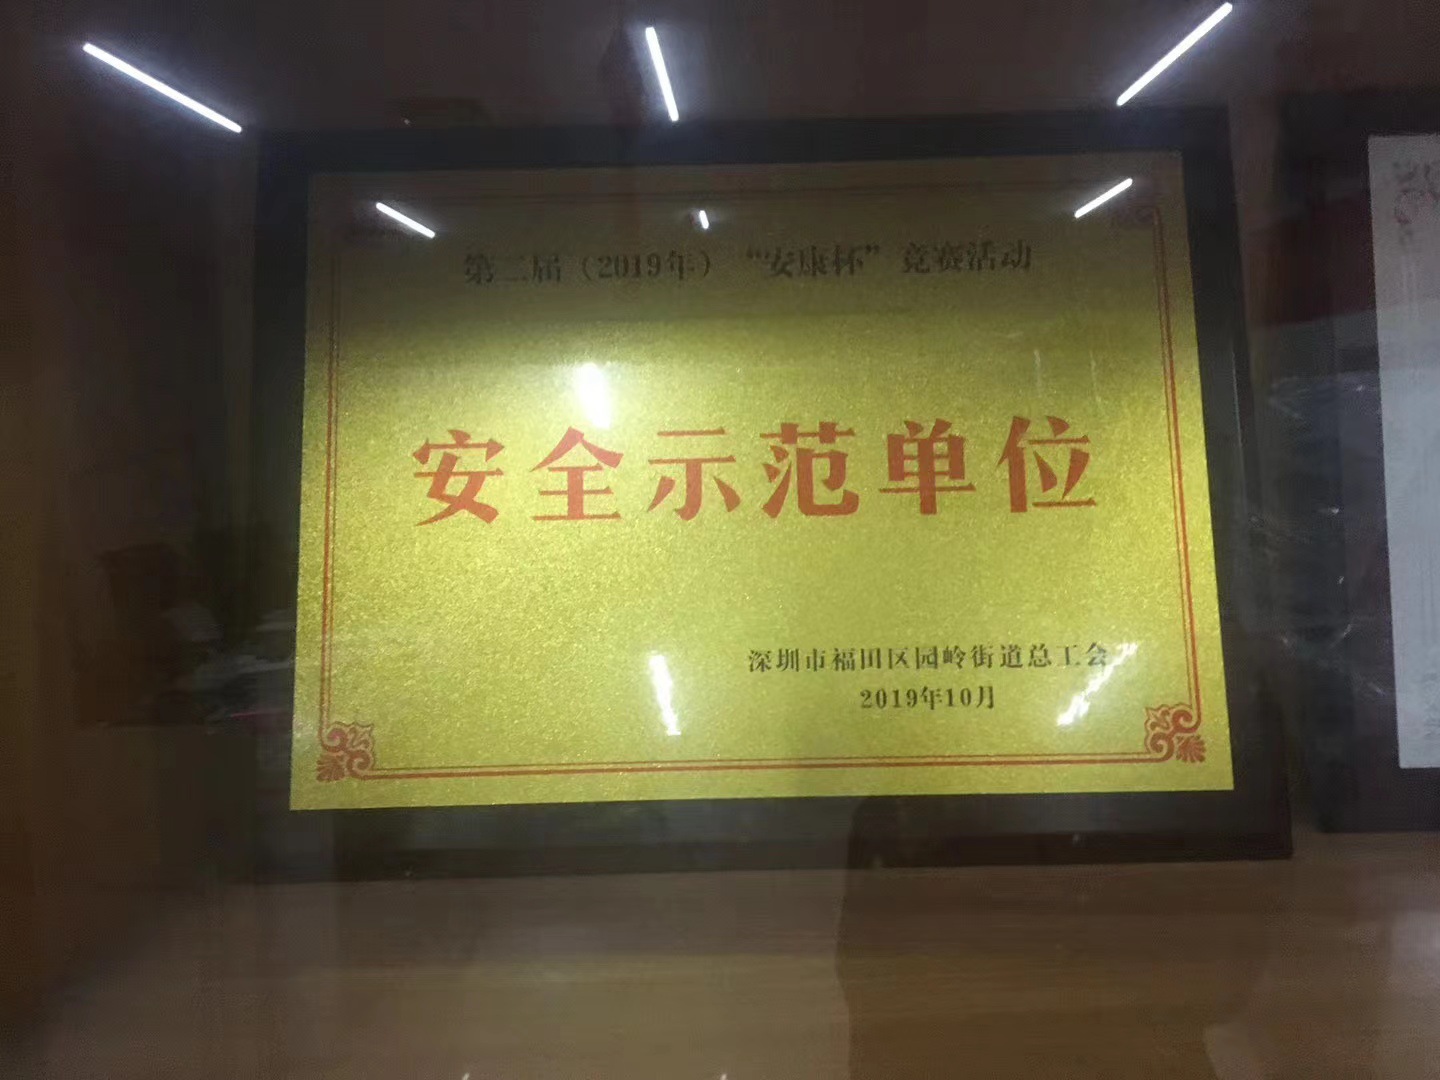 第二届（2019年）“安康杯”竞赛活动
安全示范单位
深圳市福田区园岭街道总工会
2019年10月